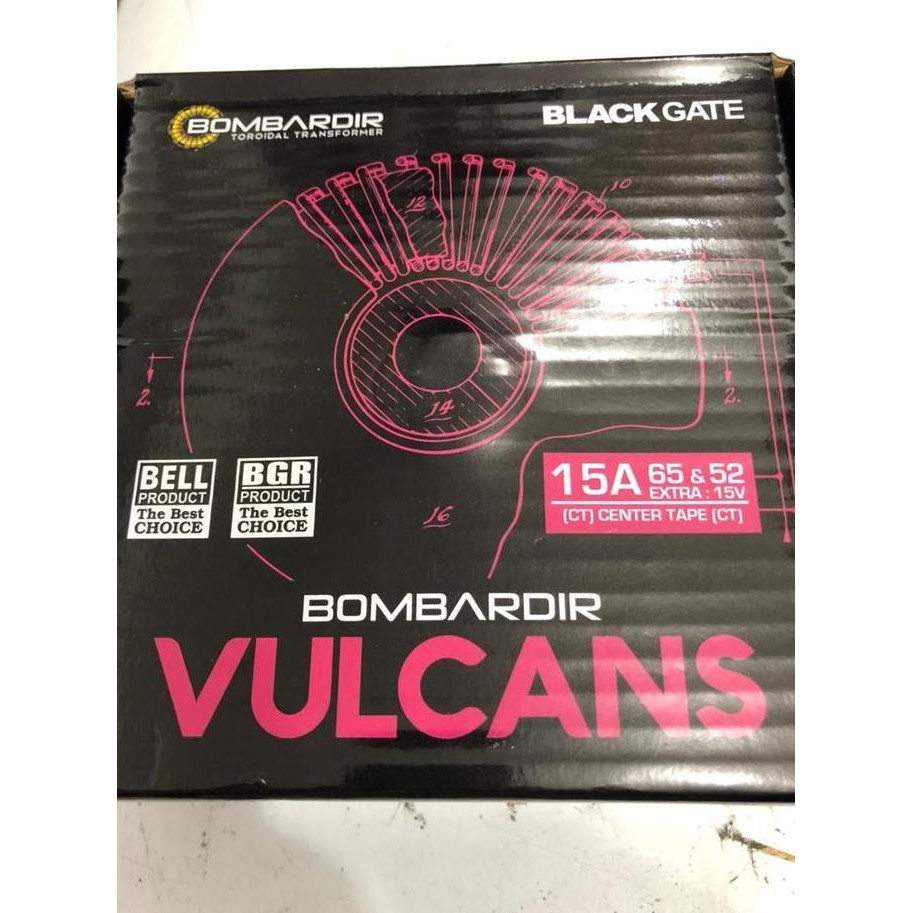 BOMBARDIR
TOROIDAL TRANSFORMER
BLACKGATE
10
12
2.
2.
14
BELL
PRODUCT
The Best
CHOICE
BGR
PRODUCT
The Best
CHOICE
15A 65 & 52
EXTRA : 15V
(CT) CENTER TAPE (CT)
16
BOMBARDIR
VULCANS